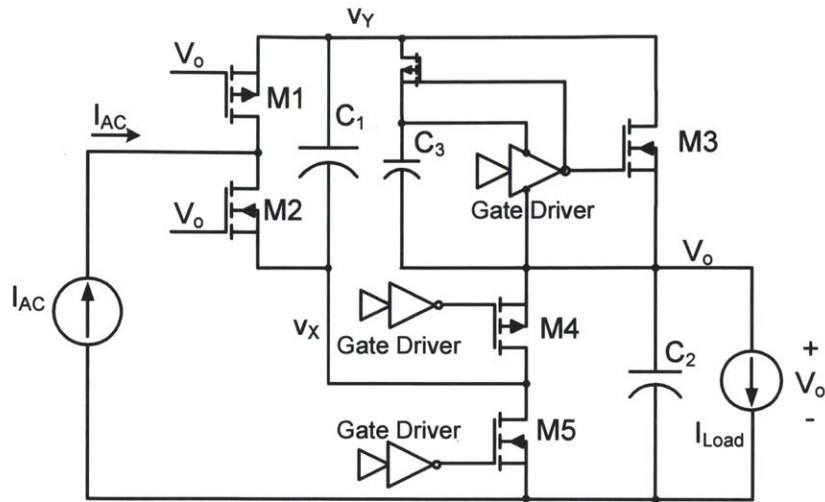 v_Y
V_o
M1
I_AC
C_1
C_3
M3
Gate Driver
M2
V_o
V_o
I_AC
M4
v_X
Gate Driver
C_2
+
V_o
-
Gate Driver
M5
I_Load